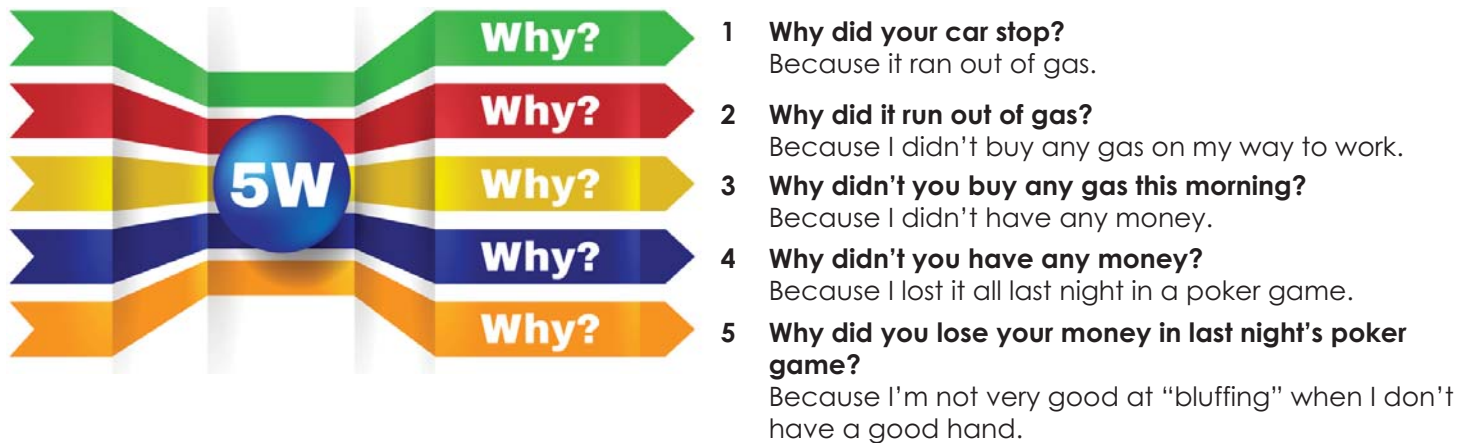 Why?
Why?
5W
Why?
Why?
Why?
1 Why did your car stop?
Because it ran out of gas.
2 Why did it run out of gas?
Because I didn’t buy any gas on my way to work.
3 Why didn’t you buy any gas this morning?
Because I didn’t have any money.
4 Why didn’t you have any money?
Because I lost it all last night in a poker game.
5 Why did you lose your money in last night’s poker
game?
Because I’m not very good at “bluffing” when I don’t
have a good hand.